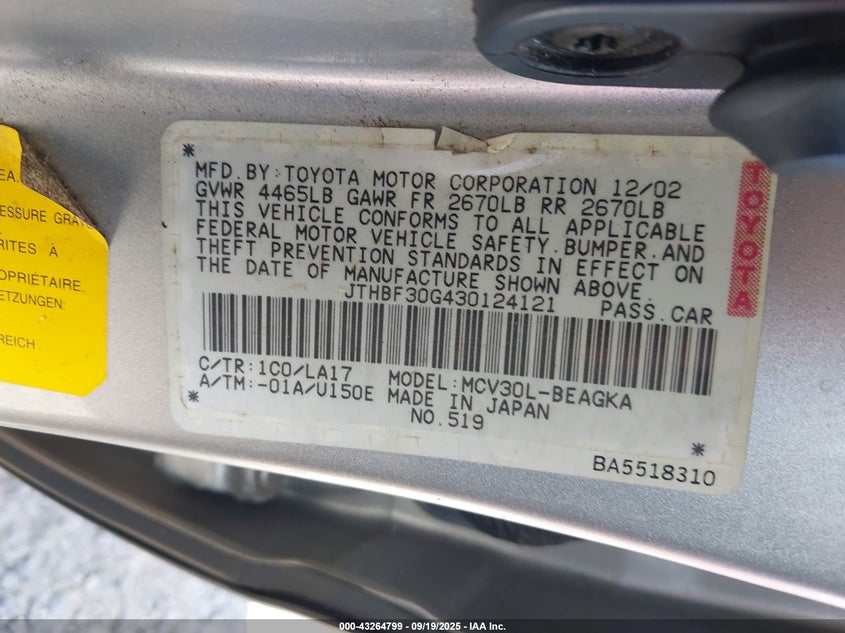 EA.
ESSURE GRAV
RITES À
PROPRIÉTAIRE.
ETZUNGEN:
REICH
* MFD.BY:TOYOTA MOTOR CORPORATION 12/02
GVWR 4465LB GAWR FR 2670LB RR 2670LB
THIS VEHICLE CONFORMS TO ALL APPLICABLE
FEDERAL MOTOR VEHICLE SAFETY.BUMPER.AND
THEFT PREVENTION STANDARDS IN EFFECT ON
THE DATE OF MANUFACTURE SHOWN ABOVE.
JTHBF30G430124121 PASS.CAR
TOYOTA
C/TR:1C0/LA17 MODEL:MCV30L-BEAGKA
A/TM:-01A/U150E MADE IN JAPAN
* NO.519 *
BA5518310
000-43264799 - 09/19/2025 - IAA Inc.